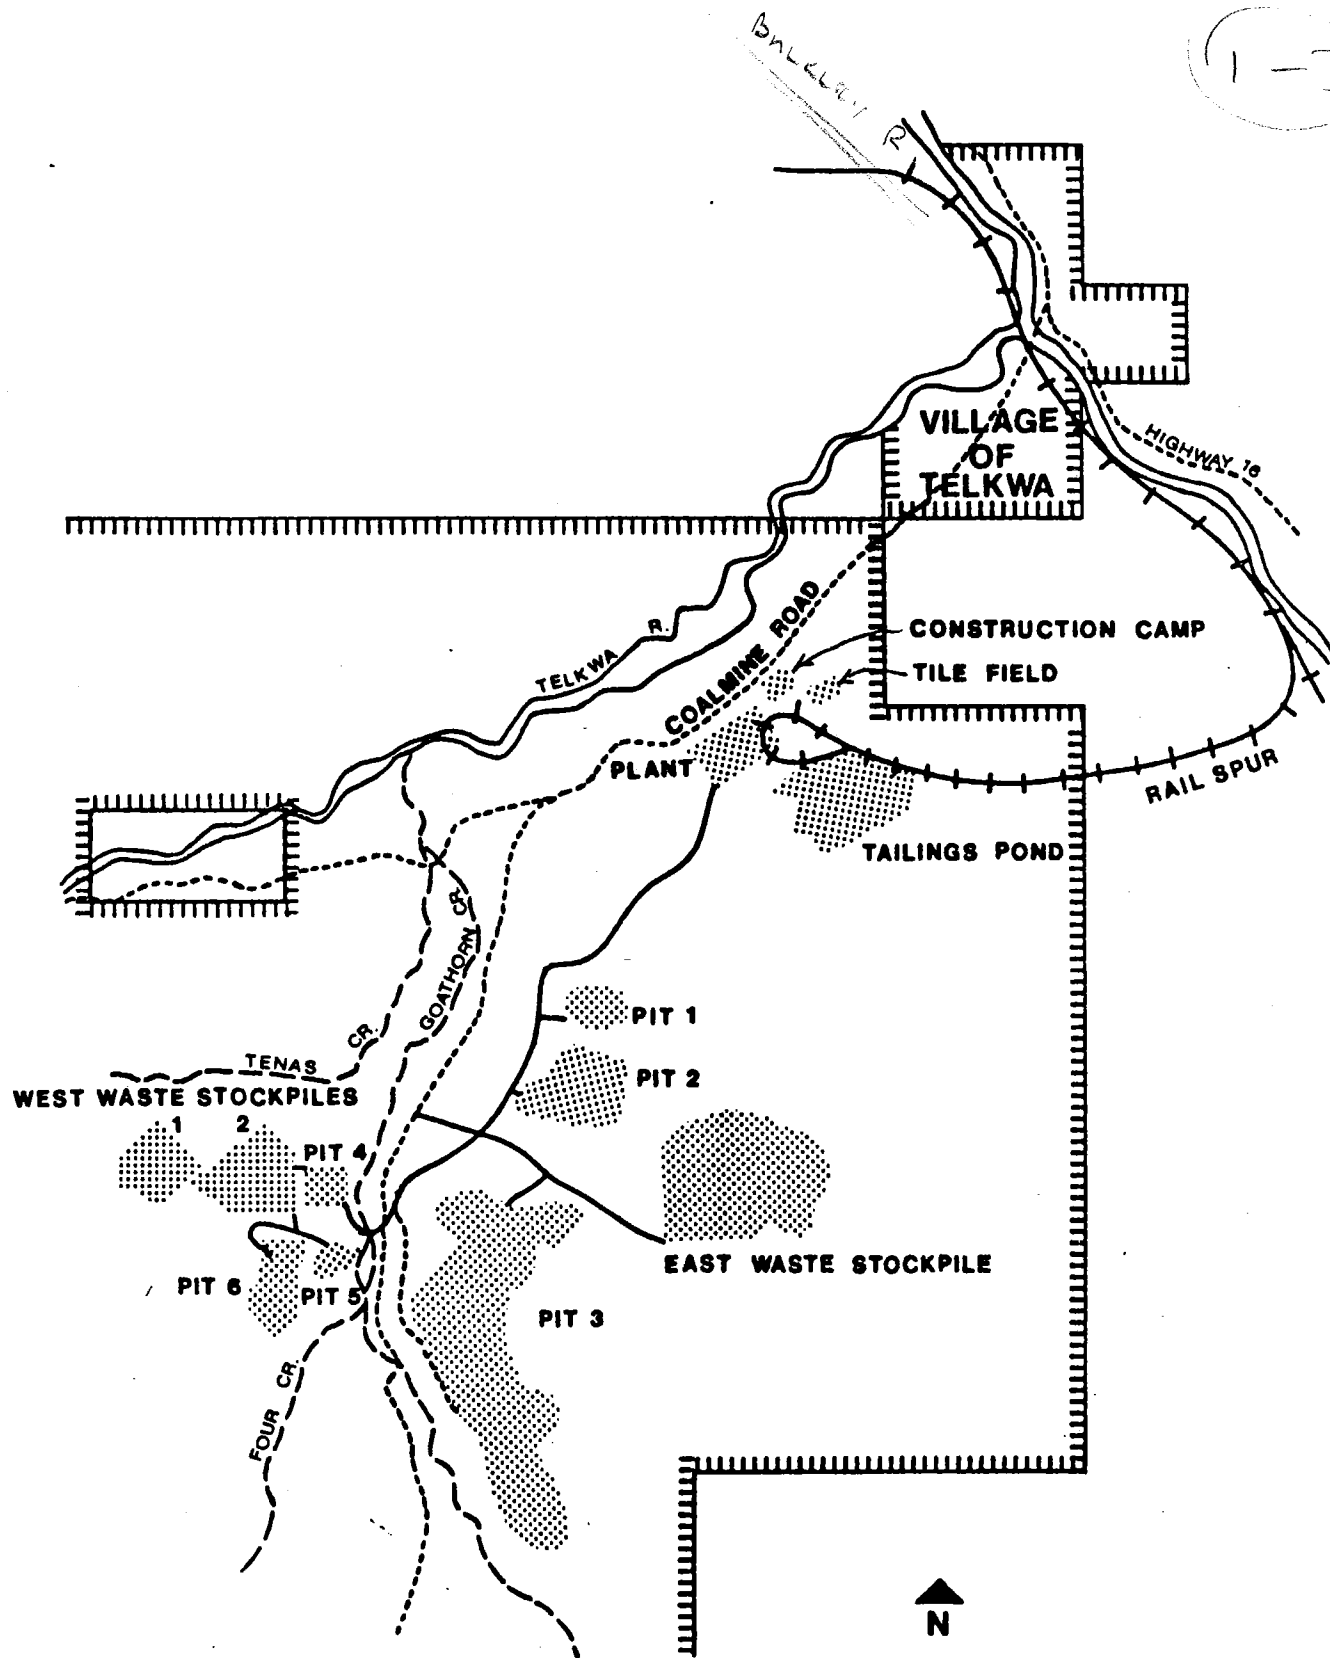 BULKLEY R
1 -
VILLAGE
OF
TELKWA
HIGHWAY 16
CONSTRUCTION CAMP
TILE FIELD
TELKWA R.
COALMINE ROAD
PLANT
RAIL SPUR
TAILINGS POND
GOATHORN CR.
PIT 1
TENAS CR.
PIT 2
WEST WASTE STOCKPILES
1 2
PIT 4
EAST WASTE STOCKPILE
PIT 6
PIT 5
PIT 3
FOUR CR.
N